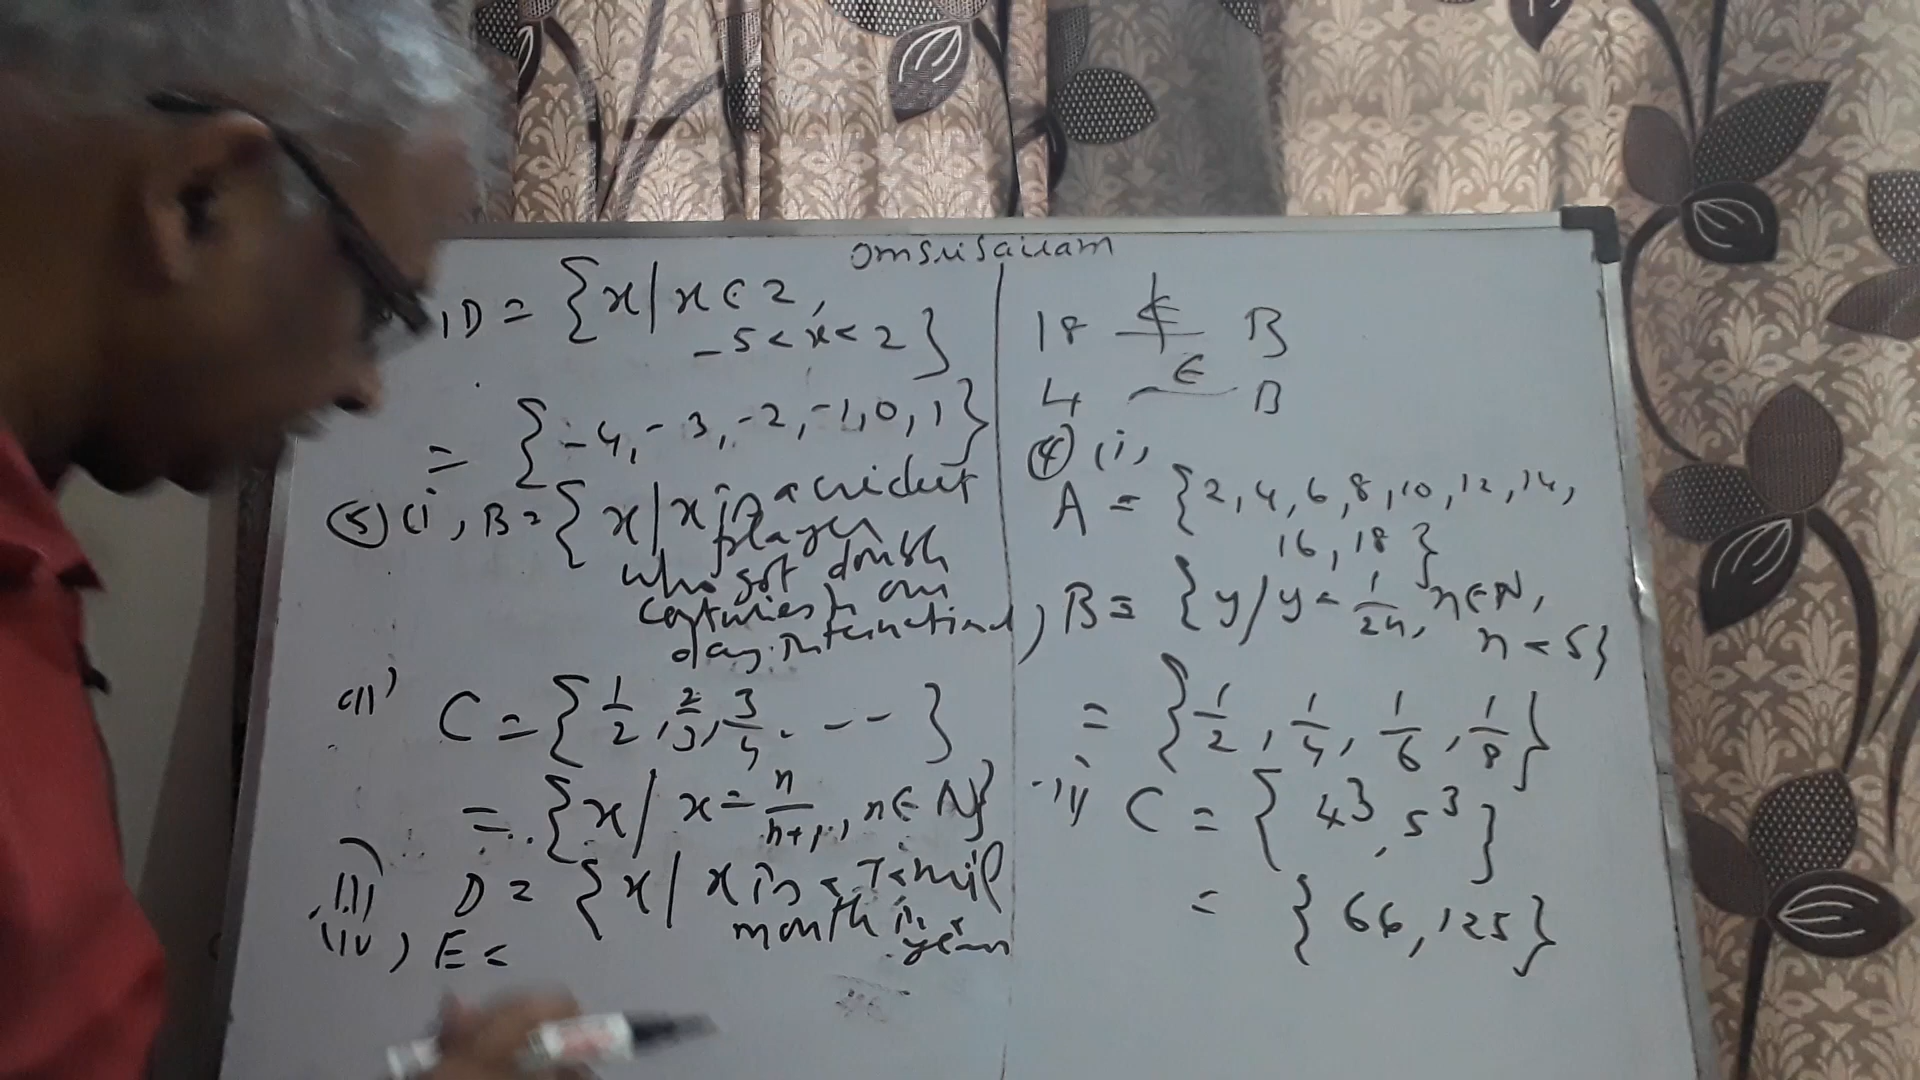 omsrisairam
, D = {x / x ∈ Z,
-5 < x < 2}
= {-4, -3, -2, -1, 0, 1}
(5) (i, B = {x / x is a cricket
player
who got double
centuries in one
day international }
(ii) C = {1/2, 2/3, 3/4, - -- }
= {x / x = n/n+1, n ∈ N}
(iii) D = {x / x is a Tamil
month in a
year
(iv) E =
18 ∉ B
4 ∈ B
(4) (i,
A = {2, 4, 6, 8, 10, 12, 14,
16, 18 }
B = {y / y = 1/2n, n ∈ N,
n < 5}
= {1/2, 1/4, 1/6, 1/8}
ii) C = {4³, 5³}
= {64, 125}